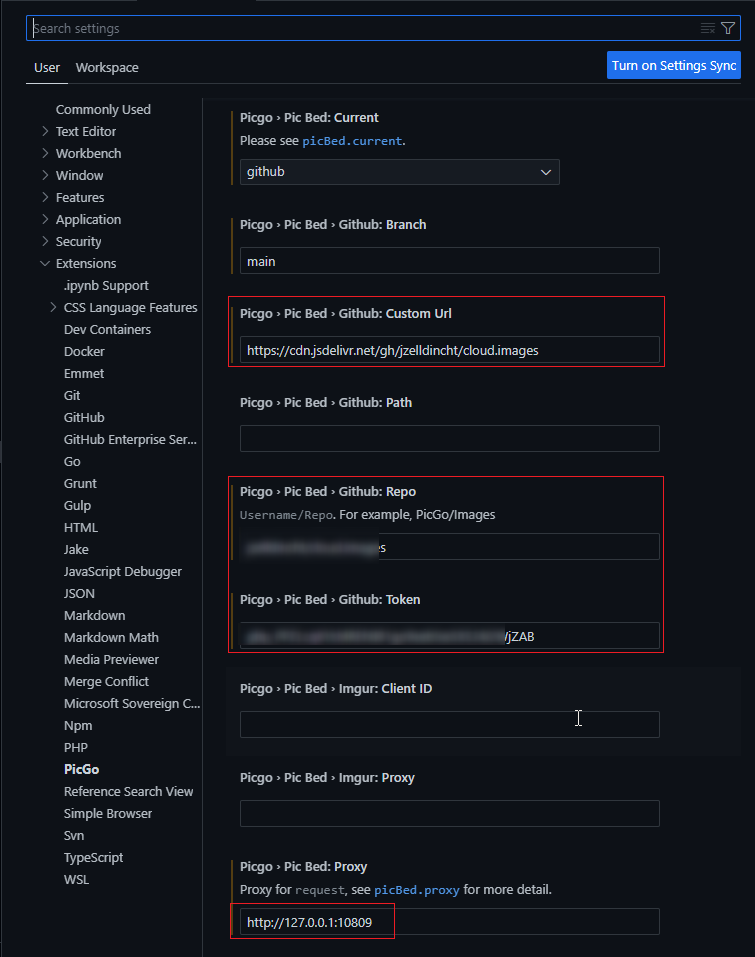 Search settings
User
Workspace
Turn on Settings Sync
Commonly Used
Text Editor
Workbench
Window
Features
Application
Security
Extensions
.ipynb Support
CSS Language Features
Dev Containers
Docker
Emmet
Git
GitHub
GitHub Enterprise Ser...
Go
Grunt
Gulp
HTML
Jake
JavaScript Debugger
JSON
Markdown
Markdown Math
Media Previewer
Merge Conflict
Microsoft Sovereign C...
Npm
PHP
PicGo
Reference Search View
Simple Browser
Svn
TypeScript
WSL
Picgo › Pic Bed: Current
Please see picBed.current.
github
Picgo › Pic Bed › Github: Branch
main
Picgo › Pic Bed › Github: Custom Url
https://cdn.jsdelivr.net/gh/jzelldincht/cloud.images
Picgo › Pic Bed › Github: Path
Picgo › Pic Bed › Github: Repo
Username/Repo. For example, PicGo/Images
Picgo › Pic Bed › Github: Token
Picgo › Pic Bed › Imgur: Client ID
Picgo › Pic Bed › Imgur: Proxy
Picgo › Pic Bed: Proxy
Proxy for request, see picBed.proxy for more detail.
http://127.0.0.1:10809